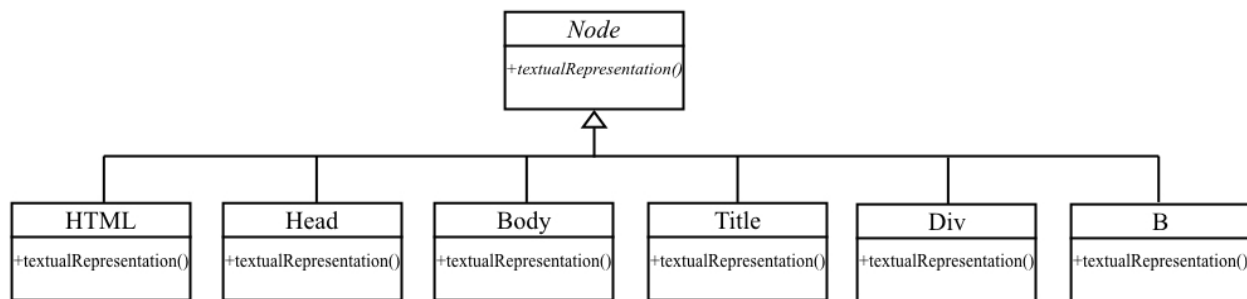 Node
+textualRepresentation()
HTML
+textualRepresentation()
Head
+textualRepresentation()
Body
+textualRepresentation()
Title
+textualRepresentation()
Div
+textualRepresentation()
B
+textualRepresentation()